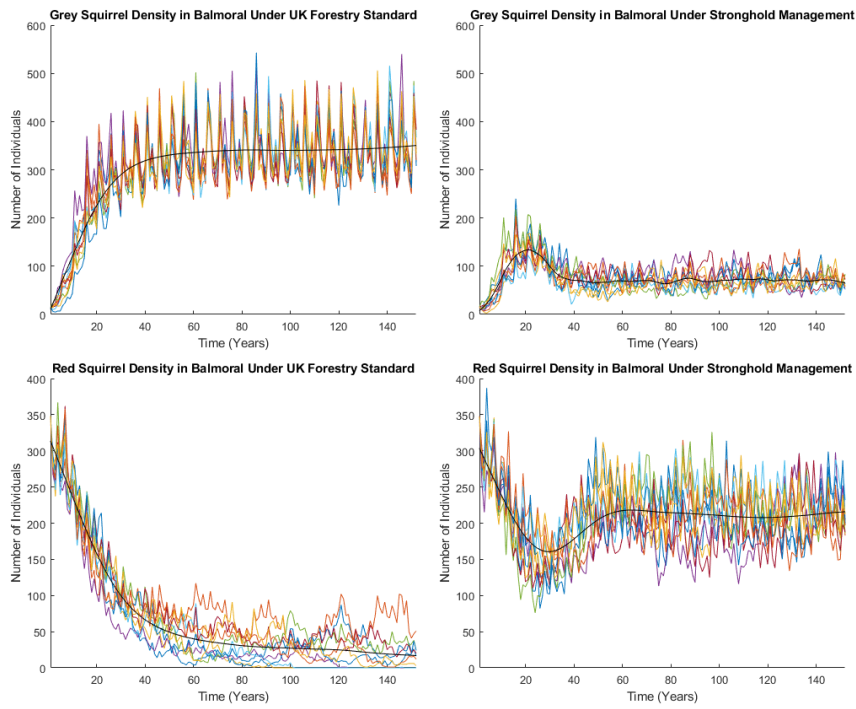 Grey Squirrel Density in Balmoral Under UK Forestry Standard
600
500
400
300
200
100
0
Number of Individuals
20 40 60 80 100 120 140
Time (Years)
Grey Squirrel Density in Balmoral Under Stronghold Management
600
500
400
300
200
100
0
Number of Individuals
20 40 60 80 100 120 140
Time (Years)
Red Squirrel Density in Balmoral Under UK Forestry Standard
400
350
300
250
200
150
100
50
0
Number of Individuals
20 40 60 80 100 120 140
Time (Years)
Red Squirrel Density in Balmoral Under Stronghold Management
400
350
300
250
200
150
100
50
0
Number of Individuals
20 40 60 80 100 120 140
Time (Years)